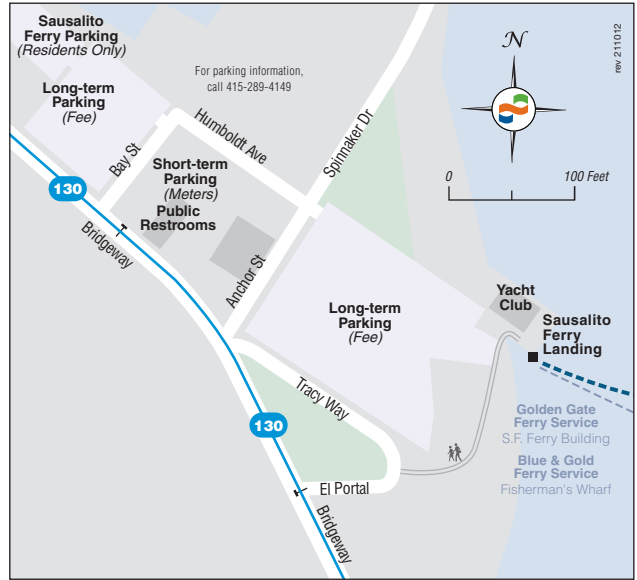 Sausalito
Ferry Parking
(Residents Only)
Long-term
Parking
(Fee)
For parking information,
call 415-289-4149
N
rev 211012
Humboldt Ave
Spinnaker Dr
Bay St
Short-term
Parking
(Meters)
Public
Restrooms
0 100 Feet
130
Bridgeway
Anchor St
Long-term
Parking
(Fee)
Yacht
Club
Sausalito
Ferry
Landing
Tracy Way
130
Golden Gate
Ferry Service
S.F. Ferry Building
Blue & Gold
Ferry Service
Fisherman's Wharf
El Portal
Bridgeway